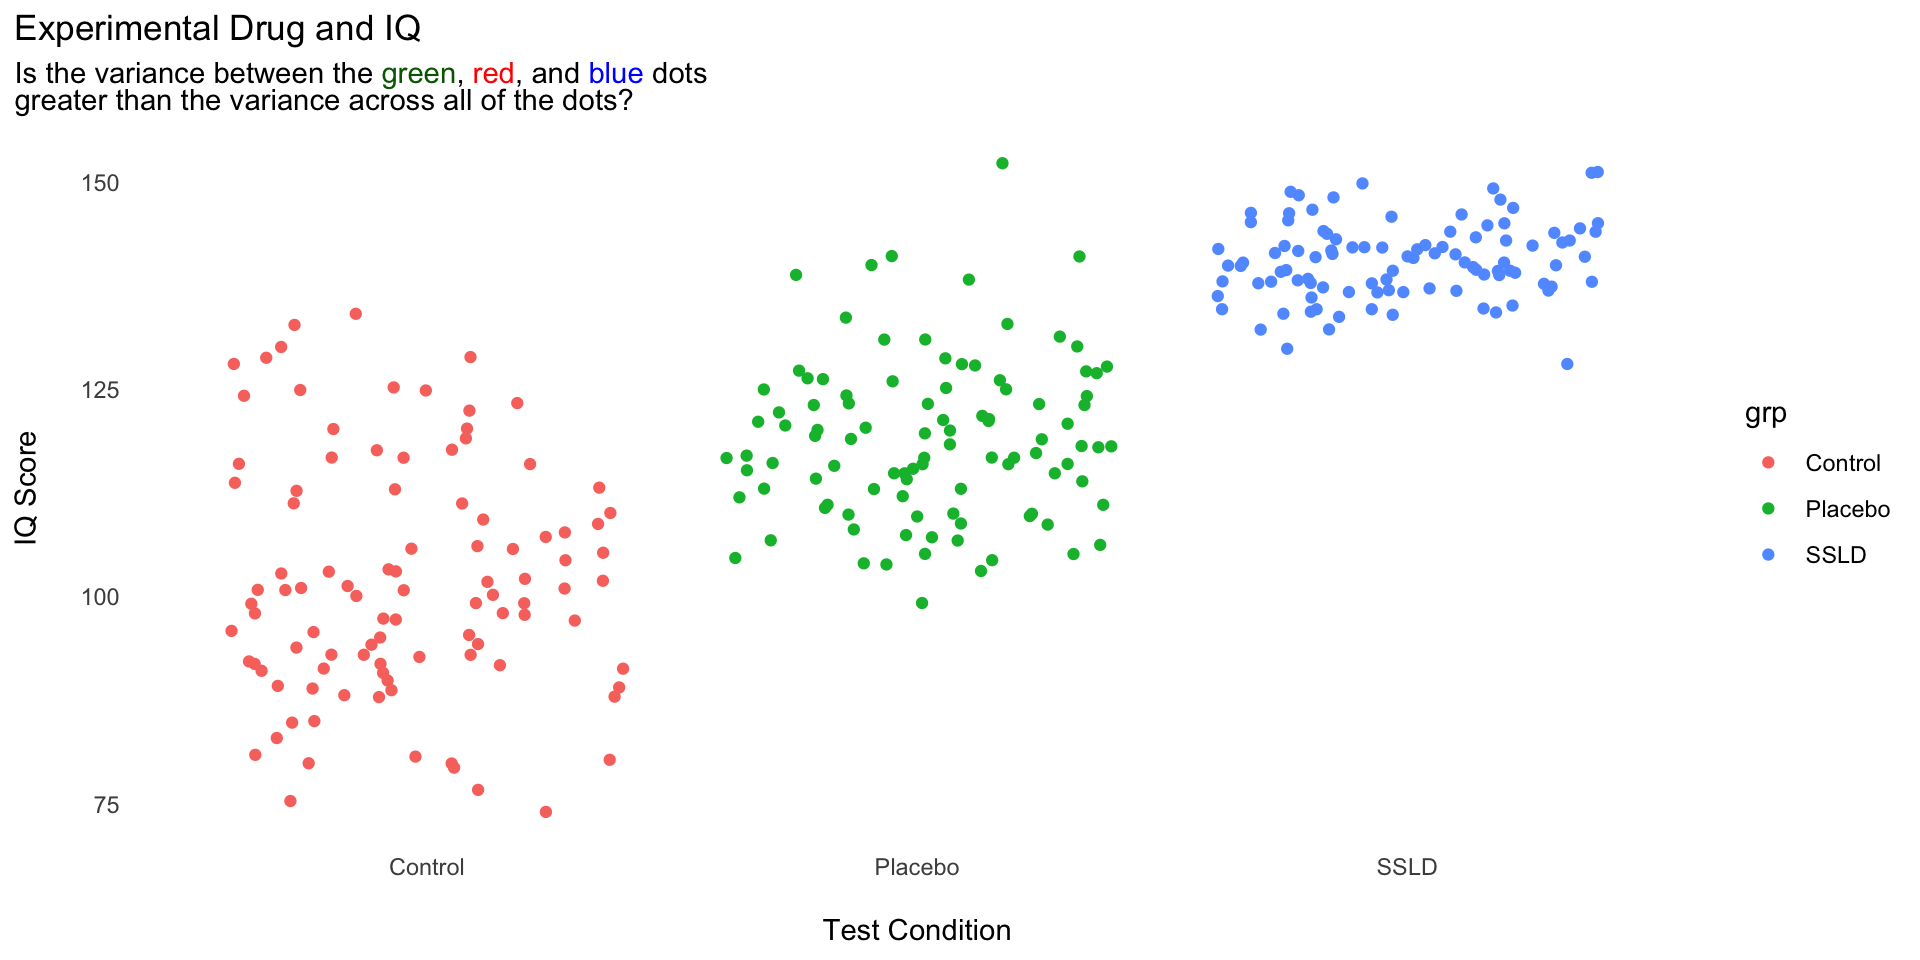 Experimental Drug and IQ
Is the variance between the green, red, and blue dots
greater than the variance across all of the dots?
150
125
100
75
IQ Score
Control
Placebo
SSLD
Test Condition
grp
Control
Placebo
SSLD